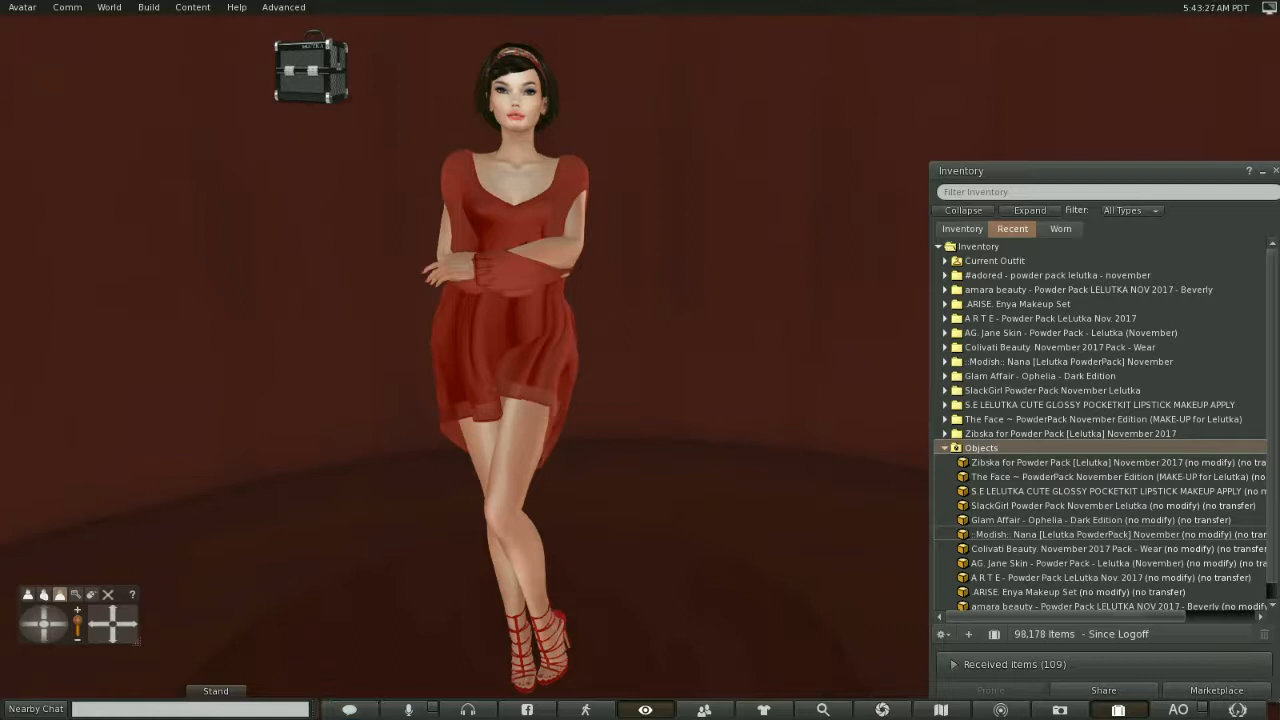 Avatar Comm World Build Content Help Advanced 5:43:27 AM PDT
Inventory ?
Filter Inventory
Collapse Expand Filter: All Types
Inventory Recent Worn
Inventory
Current Outfit
#adored - powder pack lelutka - november
amara beauty - Powder Pack LELUTKA NOV 2017 - Beverly
.ARISE. Enya Makeup Set
A R T E - Powder Pack LeLutka Nov. 2017
AG. Jane Skin - Powder Pack - Lelutka (November)
Colivati Beauty. November 2017 Pack - Wear
::Modish:: Nana [Lelutka PowderPack] November
Glam Affair - Ophelia - Dark Edition
SlackGirl Powder Pack November Lelutka
S.E LELUTKA CUTE GLOSSY POCKETKIT LIPSTICK MAKEUP APPLY
The Face ~ PowderPack November Edition (MAKE-UP for Lelutka)
Zibska for Powder Pack [Lelutka] November 2017
Objects
Zibska for Powder Pack [Lelutka] November 2017 (no modify) (no tra
The Face ~ PowderPack November Edition (MAKE-UP for Lelutka) (no
S.E LELUTKA CUTE GLOSSY POCKETKIT LIPSTICK MAKEUP APPLY (no m
SlackGirl Powder Pack November Lelutka (no modify) (no transfer)
Glam Affair - Ophelia - Dark Edition (no modify) (no transfer)
::Modish:: Nana [Lelutka PowderPack] November (no modify) (no tran
Colivati Beauty. November 2017 Pack - Wear (no modify) (no transfe
AG. Jane Skin - Powder Pack - Lelutka (November) (no modify) (no t
A R T E - Powder Pack LeLutka Nov. 2017 (no modify) (no transfer)
.ARISE. Enya Makeup Set (no modify) (no transfer)
amara beauty - Powder Pack LELUTKA NOV 2017 - Beverly (no modif
98,178 Items - Since Logoff
Received items (109)
Profile Share Marketplace
?
Stand
Nearby Chat
AO